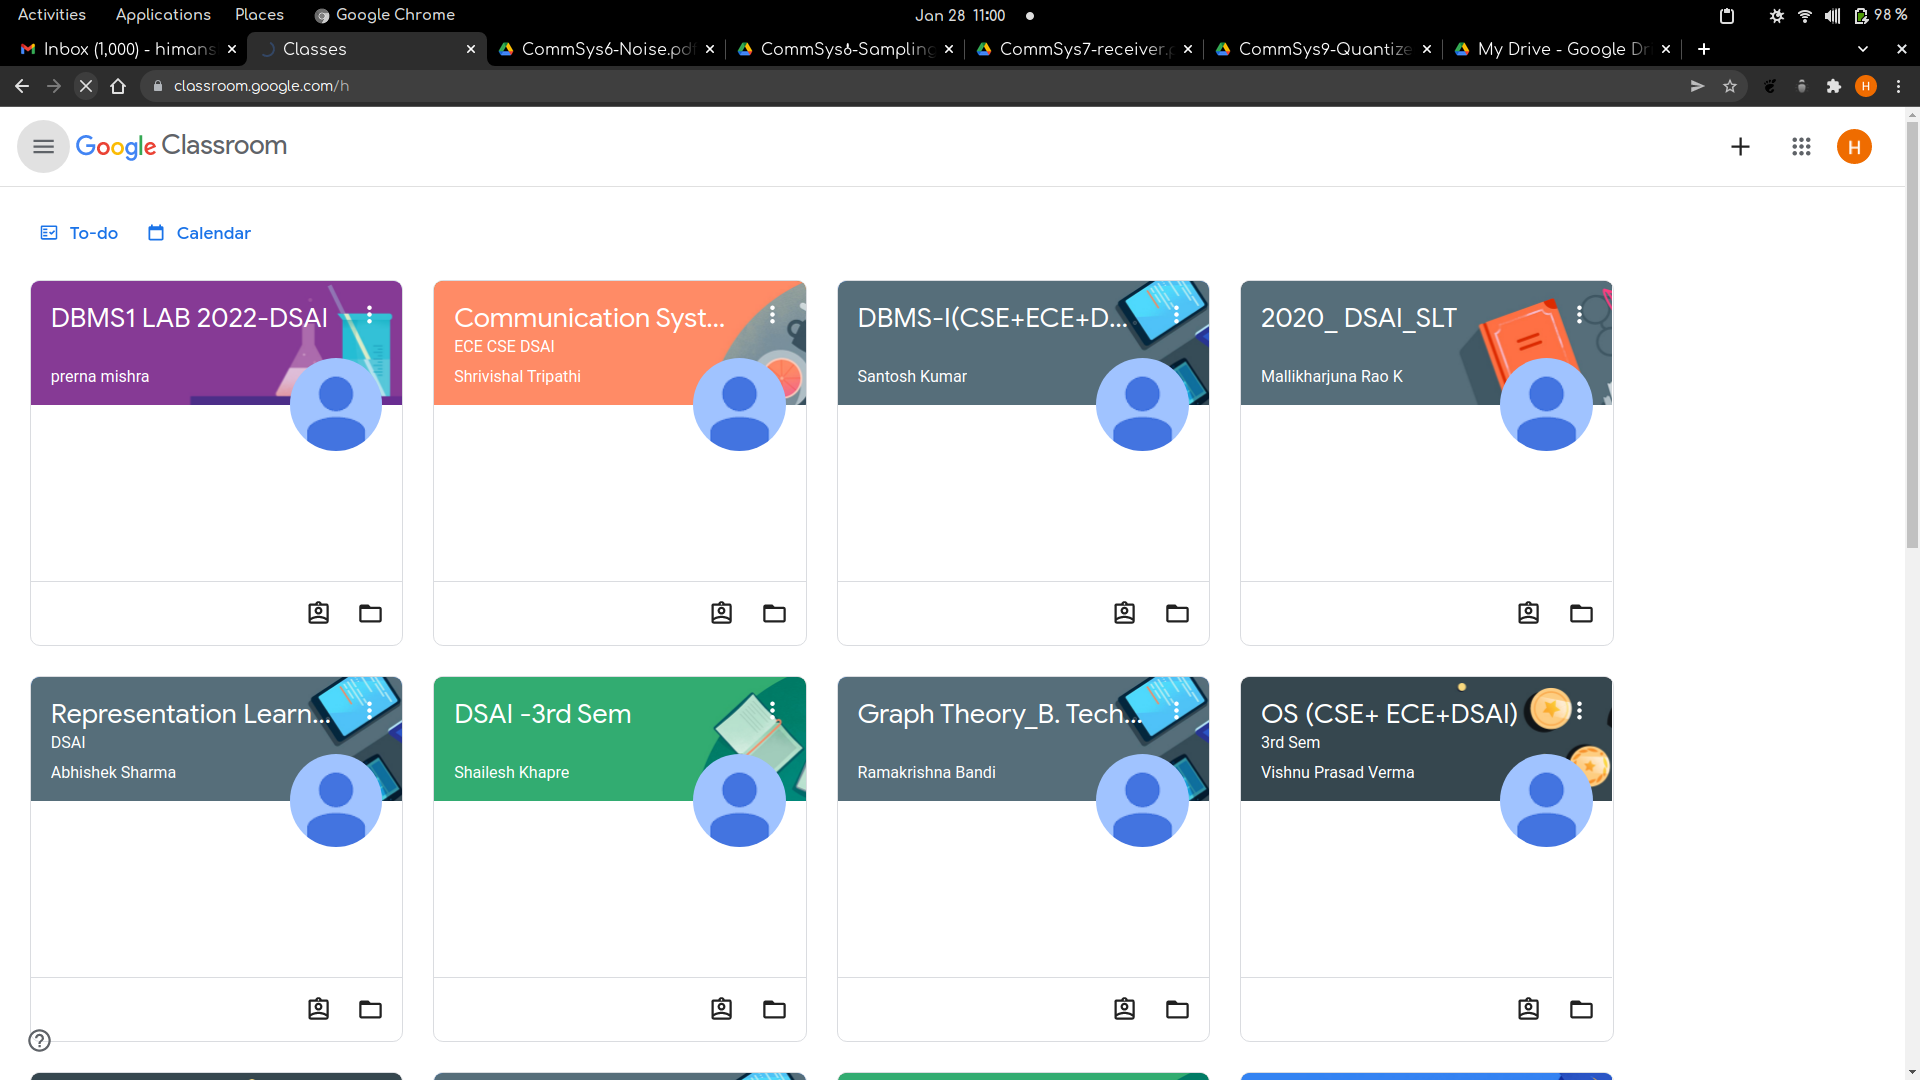 Activities Applications Places Google Chrome Jan 28 11:00 98 %
Inbox (1,000) - himans Classes CommSys6-Noise.pdf CommSys6-Sampling CommSys7-receiver.p CommSys9-Quantize My Drive - Google Dr
classroom.google.com/h H
Google Classroom H
To-do Calendar
DBMS1 LAB 2022-DSAI
prerna mishra
Communication Syst...
ECE CSE DSAI
Shrivishal Tripathi
DBMS-I(CSE+ECE+D...
Santosh Kumar
2020_ DSAI_SLT
Mallikharjuna Rao K
Representation Learn...
DSAI
Abhishek Sharma
DSAI -3rd Sem
Shailesh Khapre
Graph Theory_B. Tech...
Ramakrishna Bandi
OS (CSE+ ECE+DSAI)
3rd Sem
Vishnu Prasad Verma